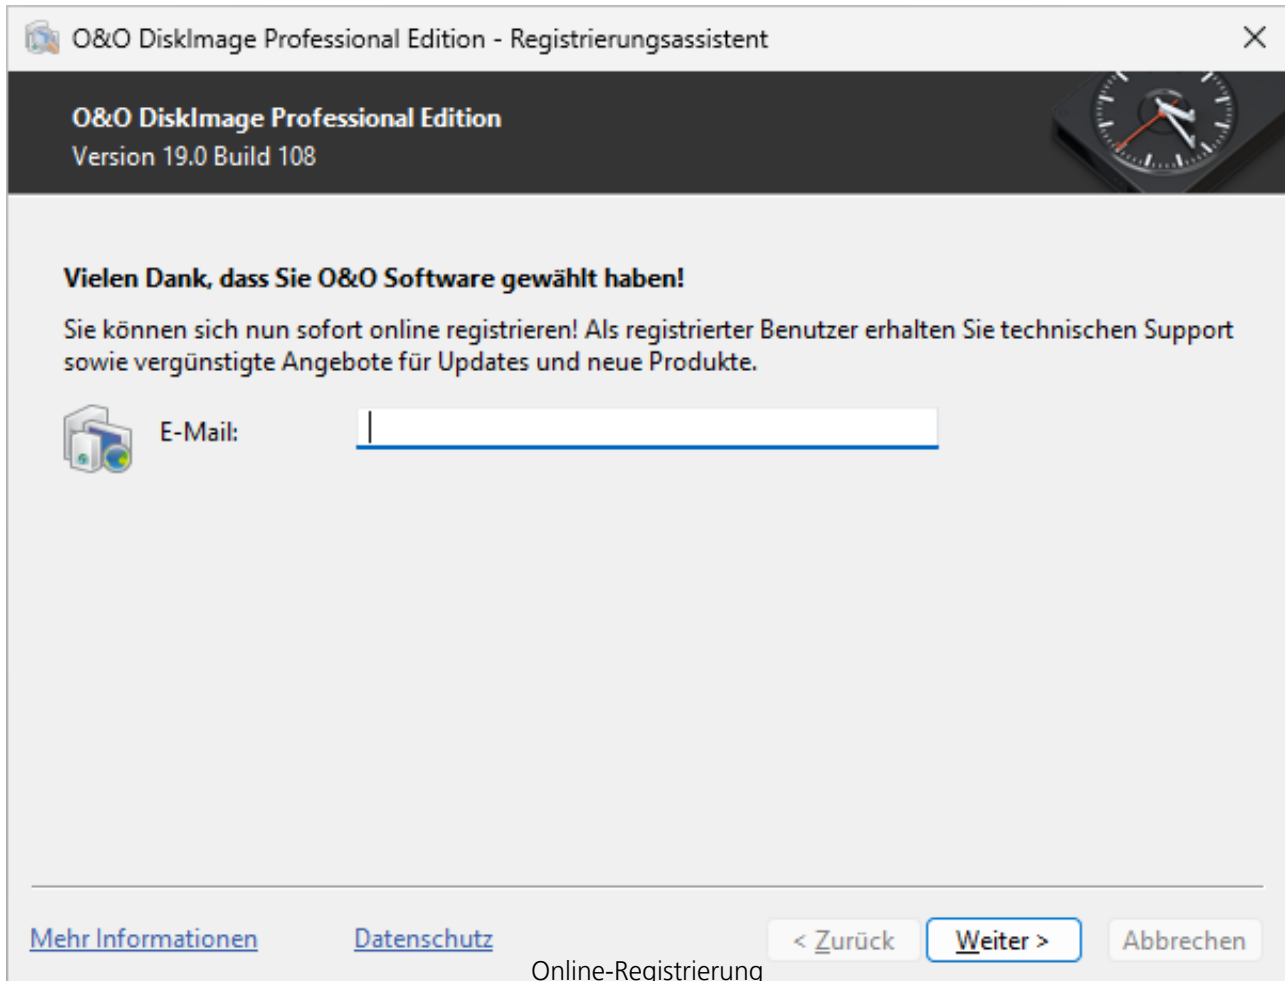 O&O DiskImage Professional Edition - Registrierungsassistent
O&O DiskImage Professional Edition
Version 19.0 Build 108
Vielen Dank, dass Sie O&O Software gewählt haben!
Sie können sich nun sofort online registrieren! Als registrierter Benutzer erhalten Sie technischen Support
sowie vergünstigte Angebote für Updates und neue Produkte.
E-Mail:
Mehr Informationen
Datenschutz
< Zurück
Weiter >
Abbrechen
Online-Registrierung